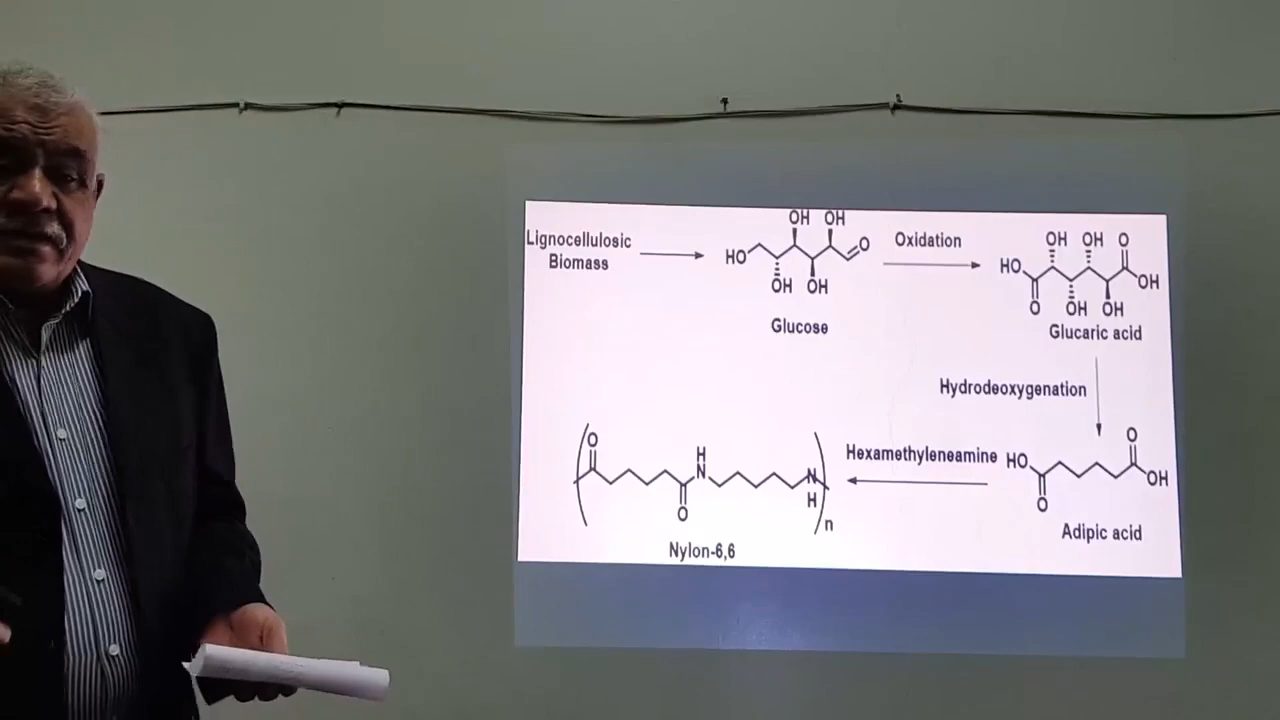 Lignocellulosic
Biomass
HO
OH OH
O
OH OH
Glucose
Oxidation
HO
OH OH O
OH
O OH OH
Glucaric acid
Hydrodeoxygenation
O
H
N
O
N
H
n
Nylon-6,6
Hexamethyleneamine
HO
O
O
OH
Adipic acid